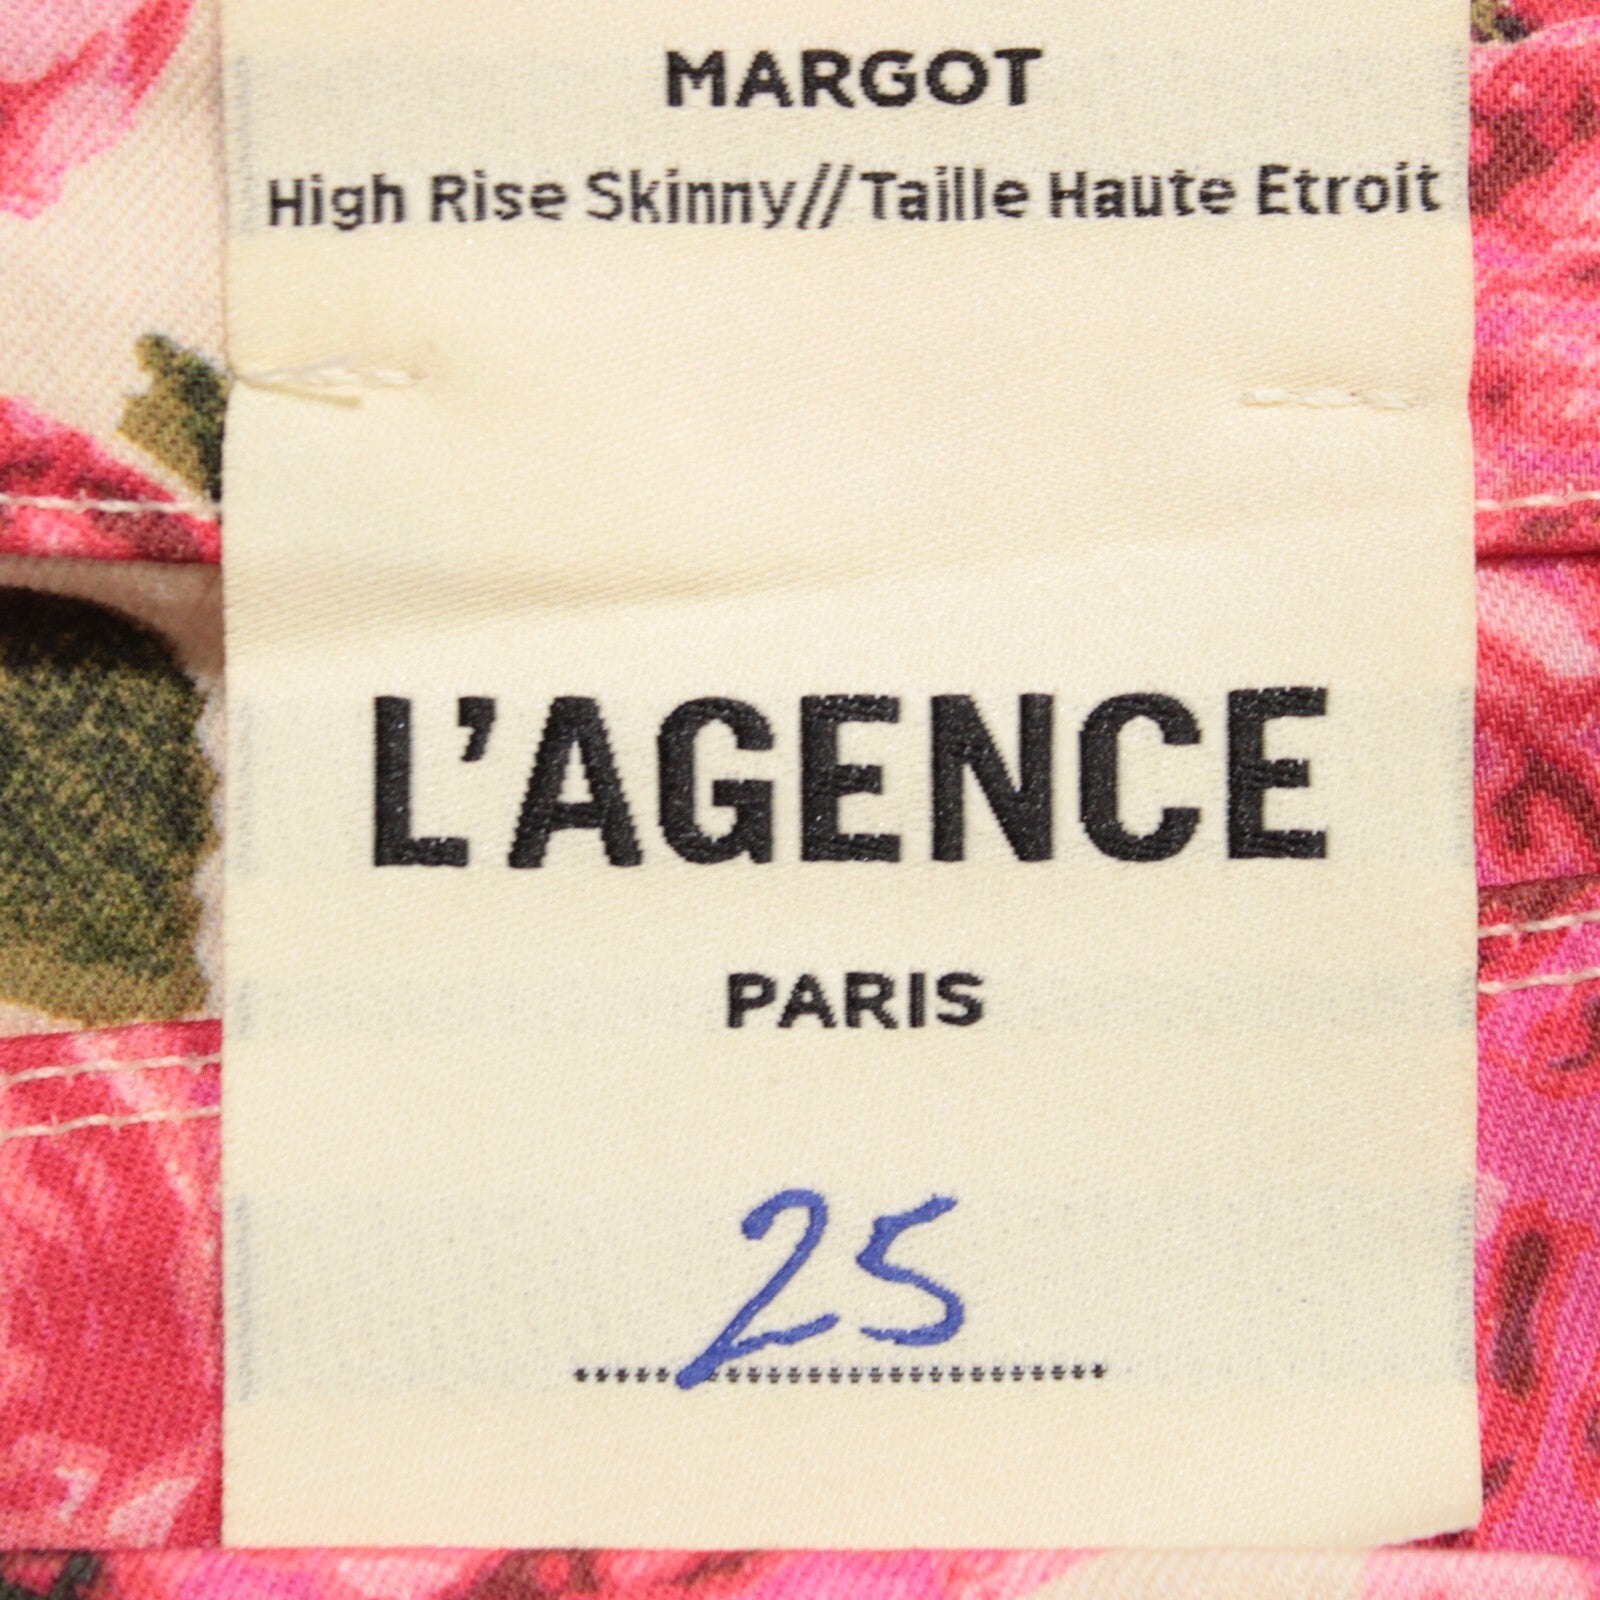 MARGOT
High Rise Skinny//Taille Haute Etroit
L'AGENCE
PARIS
25